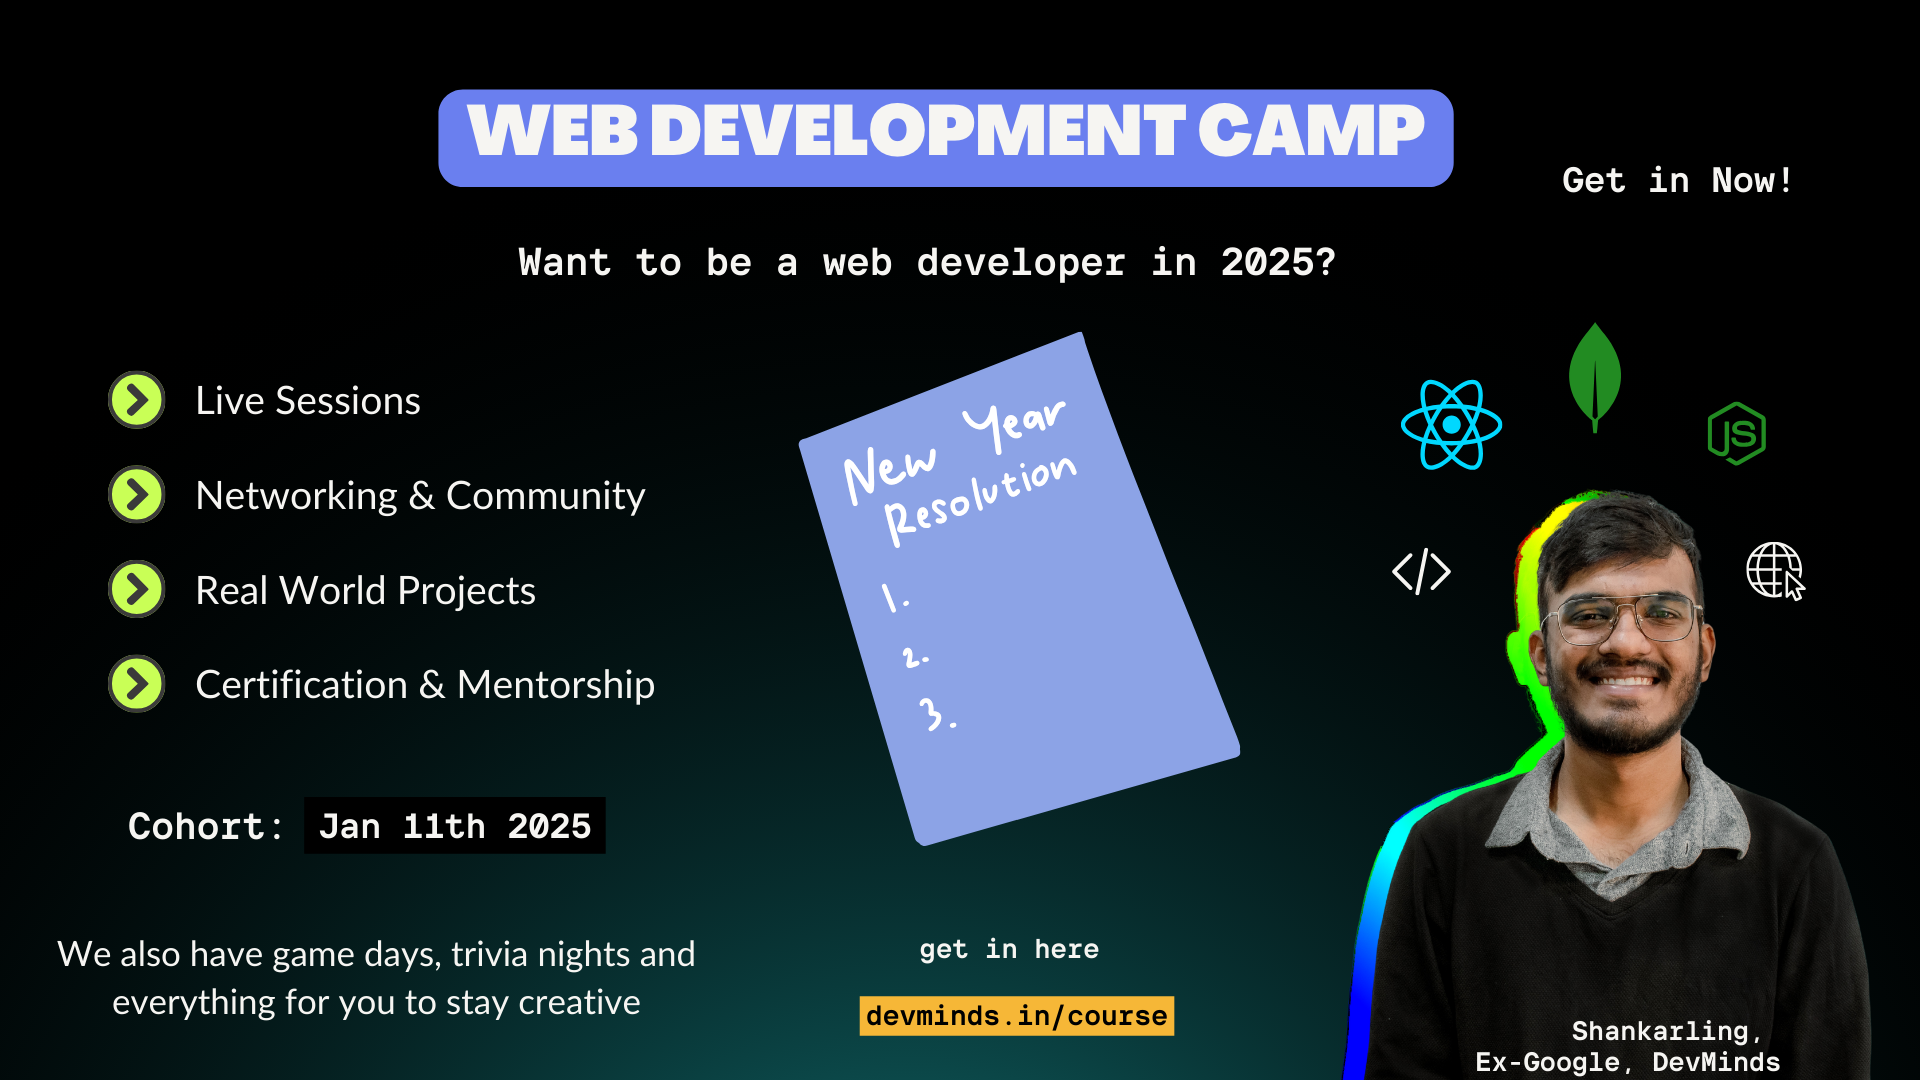 WEB DEVELOPMENT CAMP
Get in Now!
Want to be a web developer in 2025?
Live Sessions
Networking & Community
Real World Projects
Certification & Mentorship
New Year
Resolution
1.
2.
3.
JS
</>
Cohort: Jan 11th 2025
We also have game days, trivia nights and
everything for you to stay creative
get in here
devminds.in/course
Shankarling,
Ex-Google, DevMinds